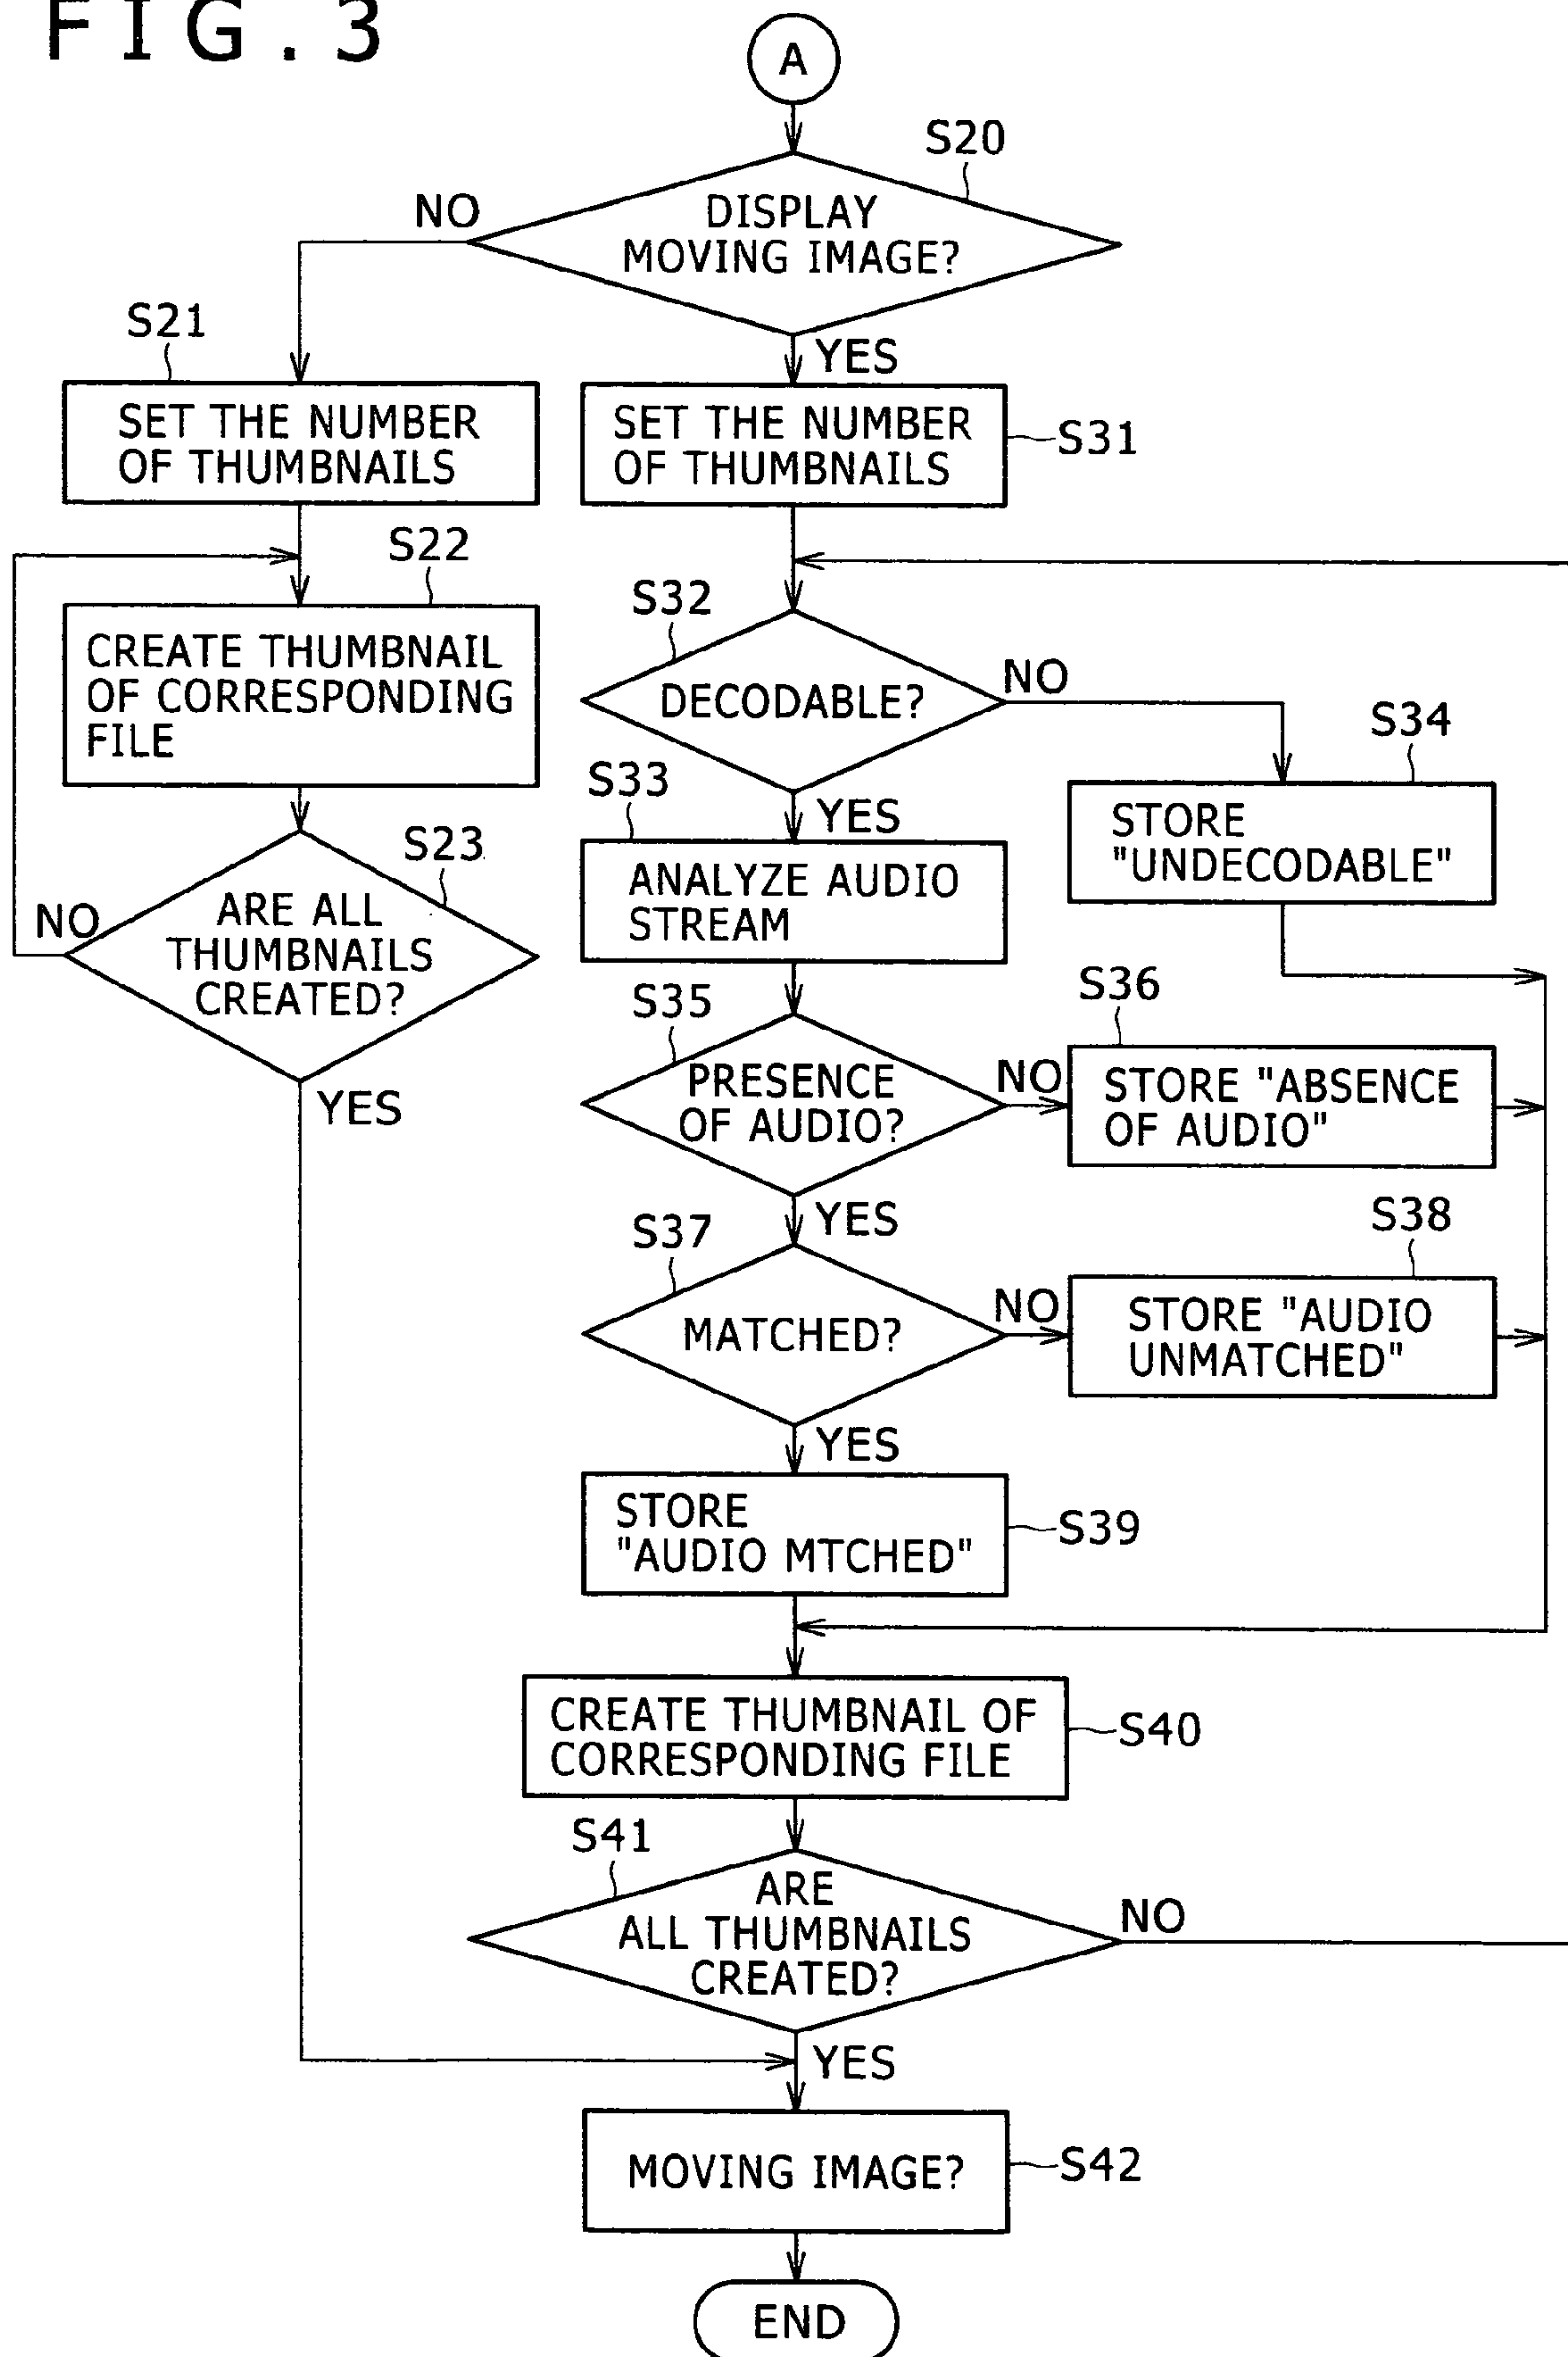 FIG.3
A
S20
DISPLAY
MOVING IMAGE?
NO
YES
S21
SET THE NUMBER
OF THUMBNAILS
SET THE NUMBER
OF THUMBNAILS
S31
S22
CREATE THUMBNAIL
OF CORRESPONDING
FILE
S23
ARE ALL
THUMBNAILS
CREATED?
NO
YES
S32
DECODABLE?
NO
YES
S34
STORE
"UNDECODABLE"
S33
ANALYZE AUDIO
STREAM
S35
PRESENCE
OF AUDIO?
NO
YES
S36
STORE "ABSENCE
OF AUDIO"
S37
MATCHED?
NO
YES
S38
STORE "AUDIO
UNMATCHED"
STORE
"AUDIO MTCHED"
S39
CREATE THUMBNAIL OF
CORRESPONDING FILE
S40
S41
ARE
ALL THUMBNAILS
CREATED?
NO
YES
MOVING IMAGE?
S42
END